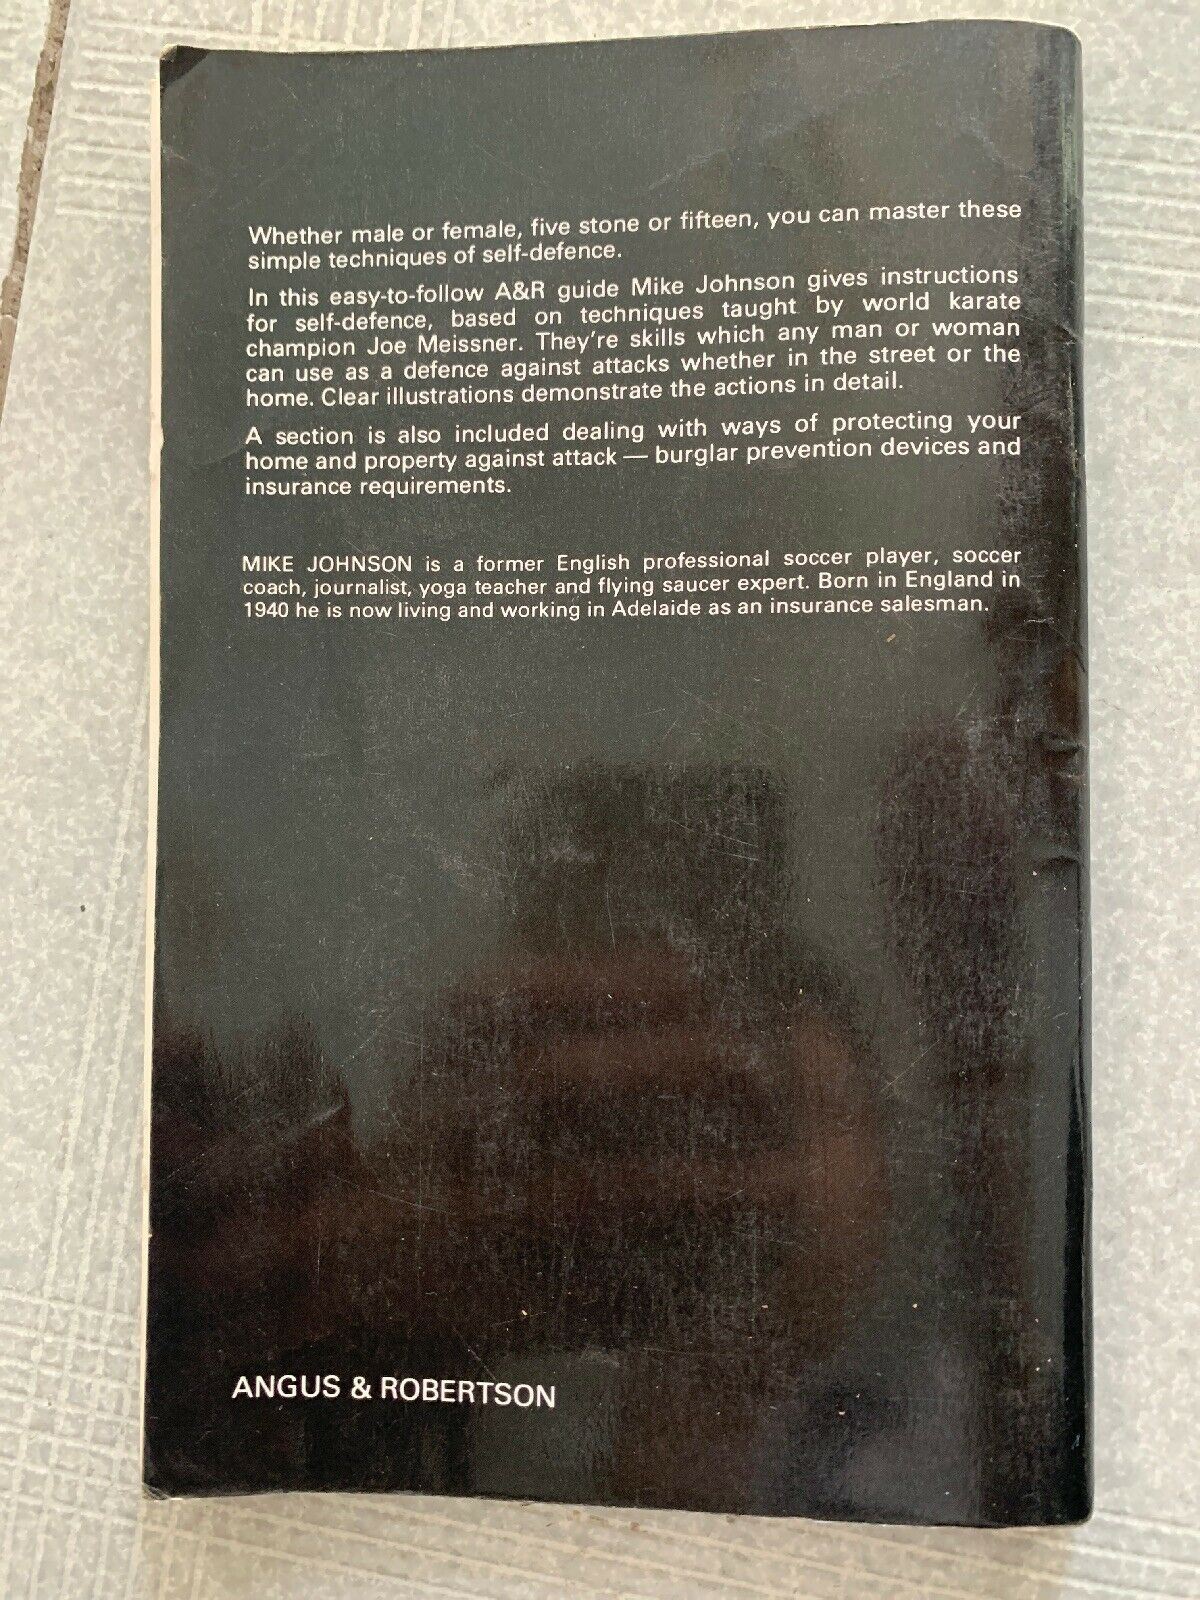 Whether male or female, five stone or fifteen, you can master these
simple techniques of self-defence.
In this easy-to-follow A&R guide Mike Johnson gives instructions
for self-defence, based on techniques taught by world karate
champion Joe Meissner. They're skills which any man or woman
can use as a defence against attacks whether in the street or the
home. Clear illustrations demonstrate the actions in detail.
A section is also included dealing with ways of protecting your
home and property against attack — burglar prevention devices and
insurance requirements.
MIKE JOHNSON is a former English professional soccer player, soccer
coach, journalist, yoga teacher and flying saucer expert. Born in England in
1940 he is now living and working in Adelaide as an insurance salesman.
ANGUS & ROBERTSON